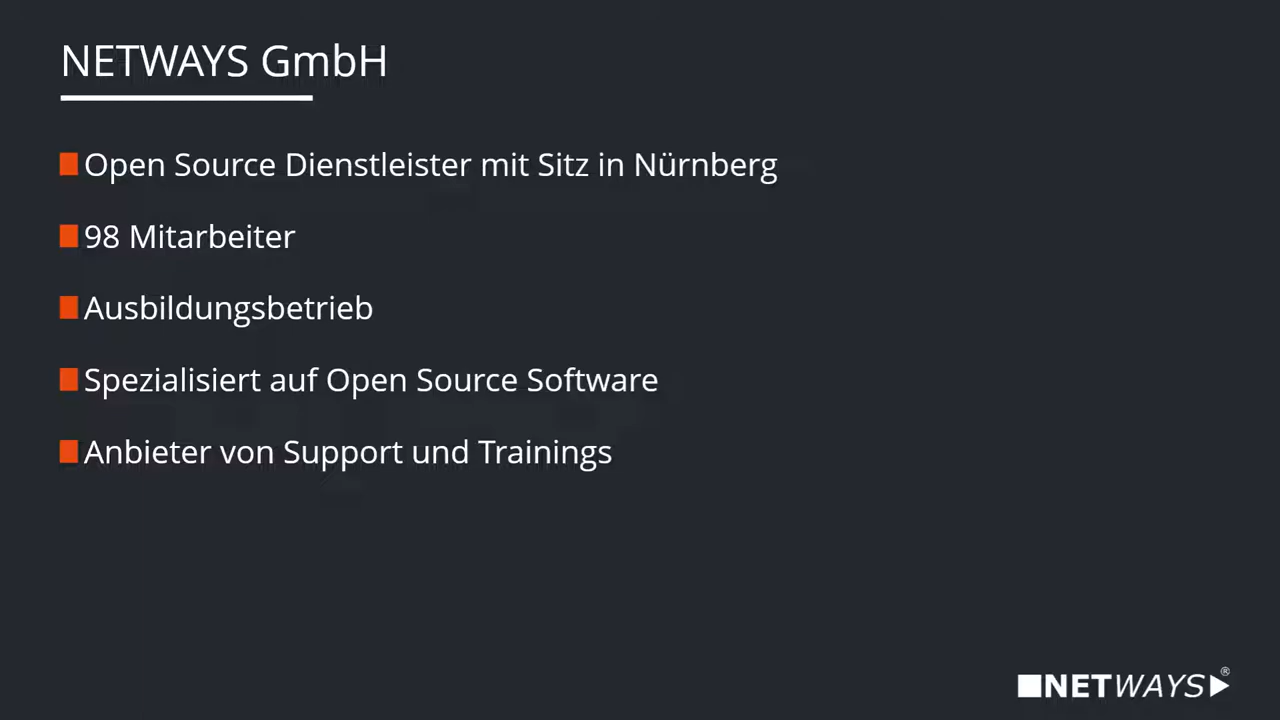 NETWAYS GmbH
Open Source Dienstleister mit Sitz in Nürnberg
98 Mitarbeiter
Ausbildungsbetrieb
Spezialisiert auf Open Source Software
Anbieter von Support und Trainings
NETWAYS®